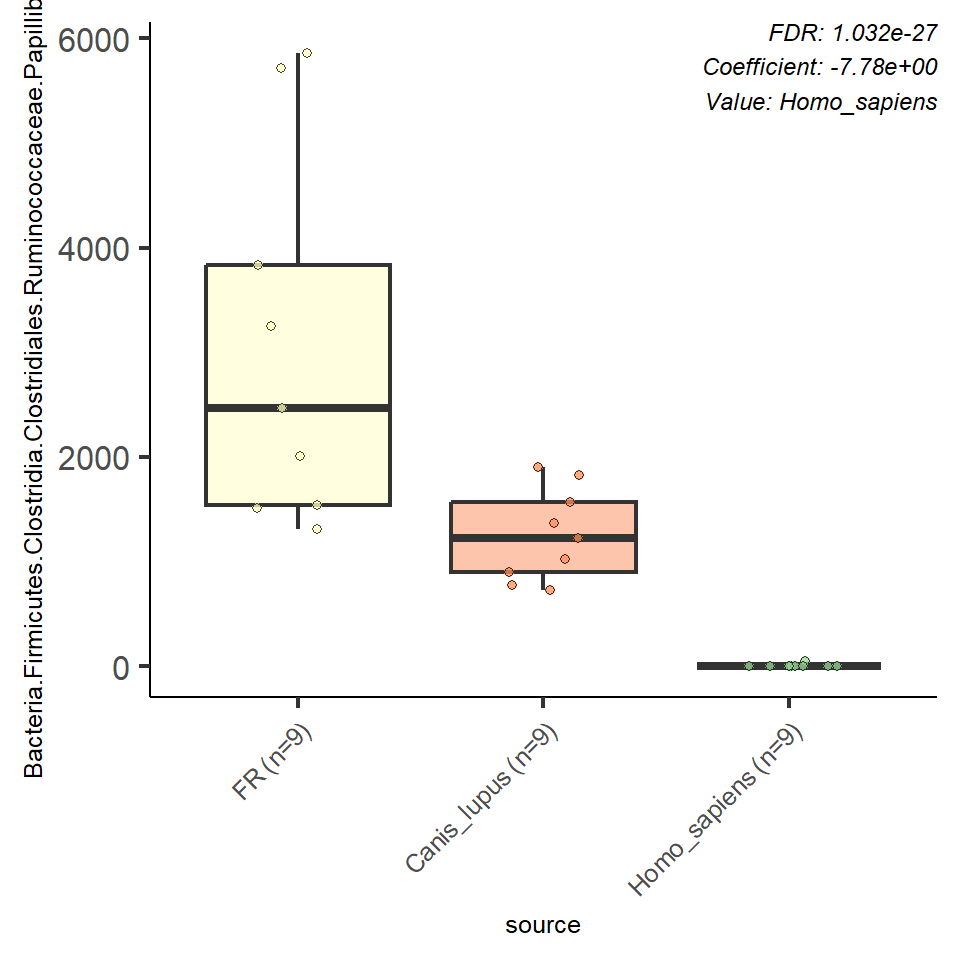 Bacteria.Firmicutes.Clostridia.Clostridiales.Ruminococcaceae.Papillib
6000
4000
2000
0
FDR: 1.032e-27
Coefficient: -7.78e+00
Value: Homo_sapiens
FR (n=9)
Canis_lupus (n=9)
Homo_sapiens (n=9)
source